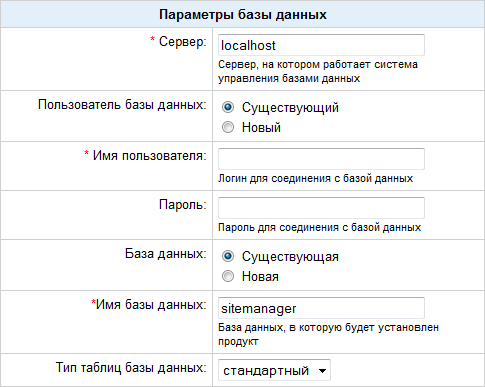 Параметры базы данных
* Сервер: localhost
Сервер, на котором работает система
управления базами данных
Пользователь базы данных: Существующий
Новый
* Имя пользователя:
Логин для соединения с базой данных
Пароль:
Пароль для соединения с базой данных
База данных: Существующая
Новая
*Имя базы данных: sitemanager
База данных, в которую будет установлен
продукт
Тип таблиц базы данных: стандартный